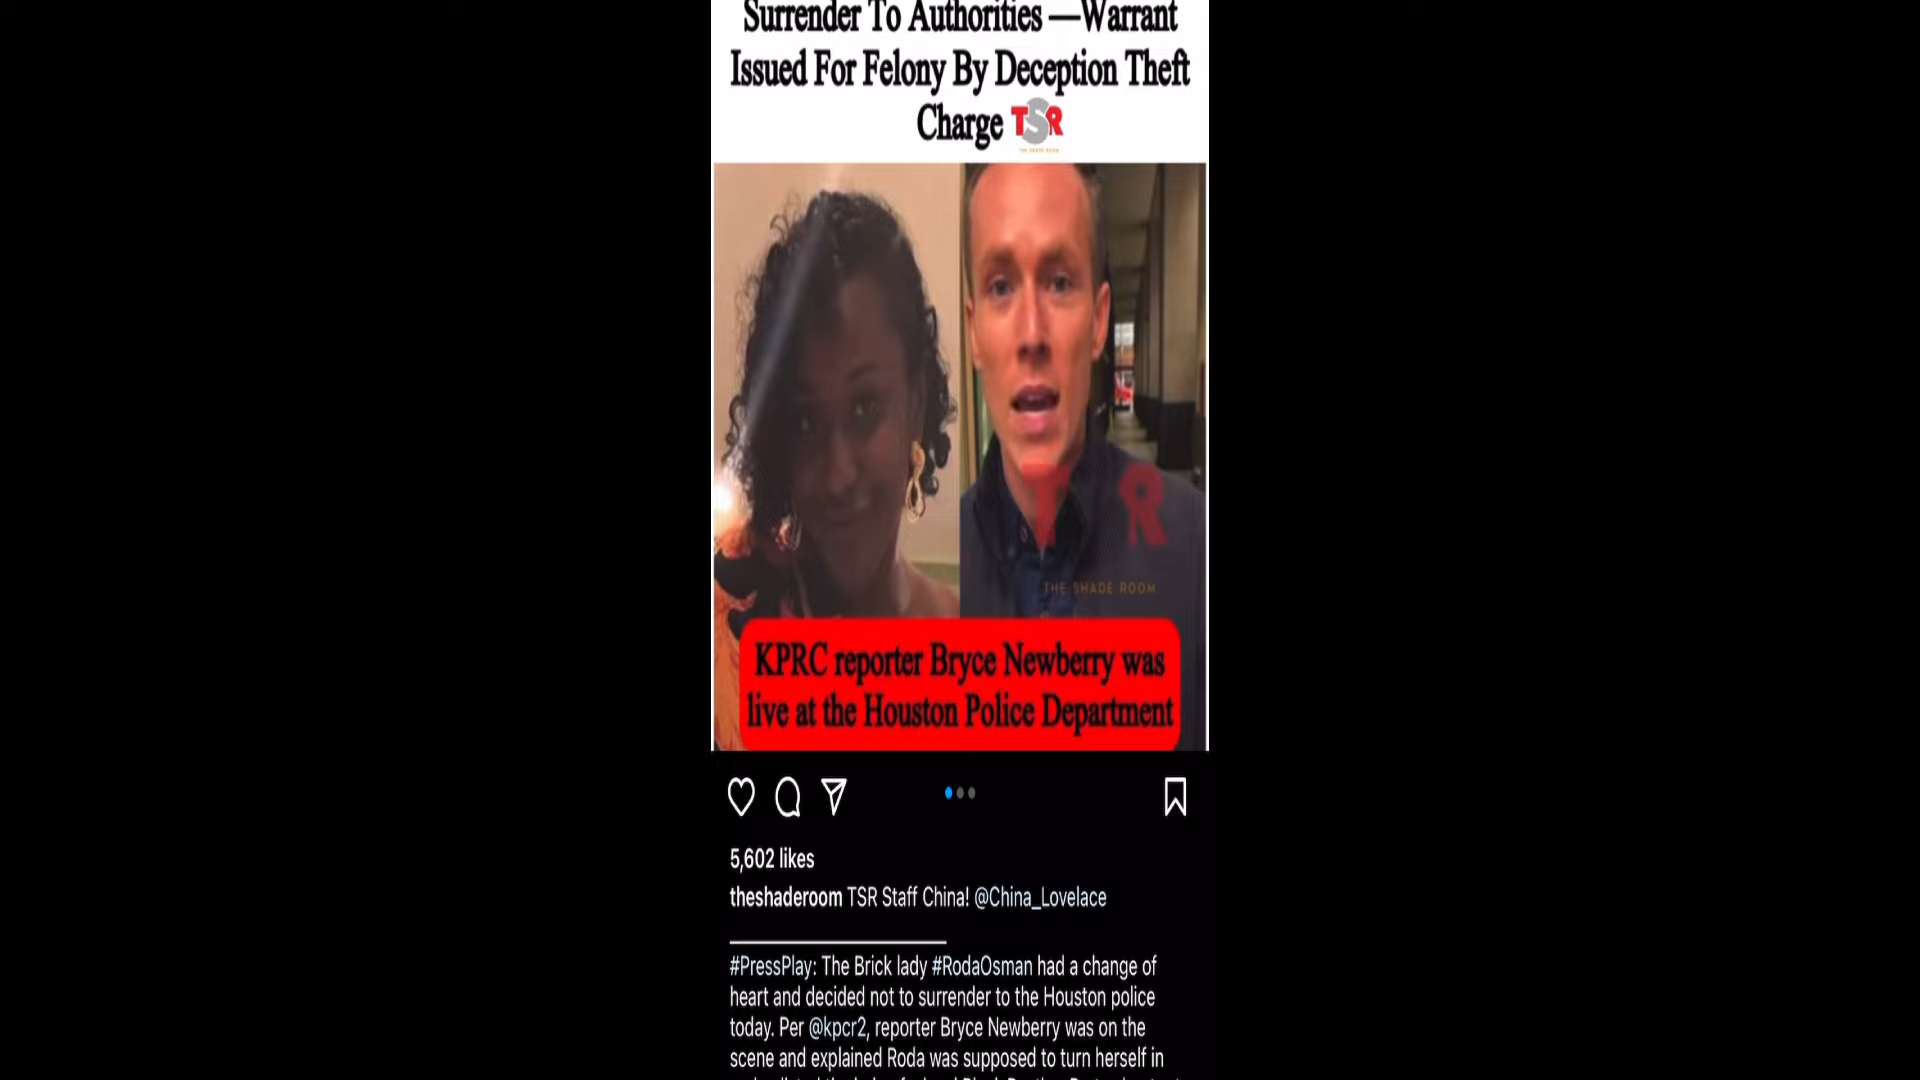 Surrender To Authorities —Warrant
Issued For Felony By Deception Theft
Charge TSR
THE SHADE ROOM
T R
THE SHADE ROOM
KPRC reporter Bryce Newberry was
live at the Houston Police Department
5,602 likes
theshaderoom TSR Staff China! @China_Lovelace
#PressPlay: The Brick lady #RodaOsman had a change of
heart and decided not to surrender to the Houston police
today. Per @kpcr2, reporter Bryce Newberry was on the
scene and explained Roda was supposed to turn herself in